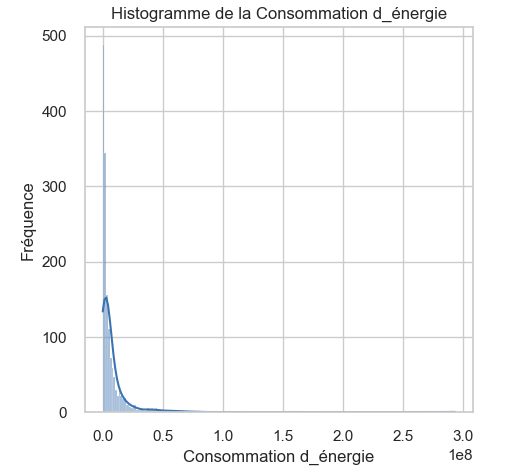 Histogramme de la Consommation d_énergie
500
400
300
200
100
0
Fréquence
0.0 0.5 1.0 1.5 2.0 2.5 3.0
1e8
Consommation d_énergie